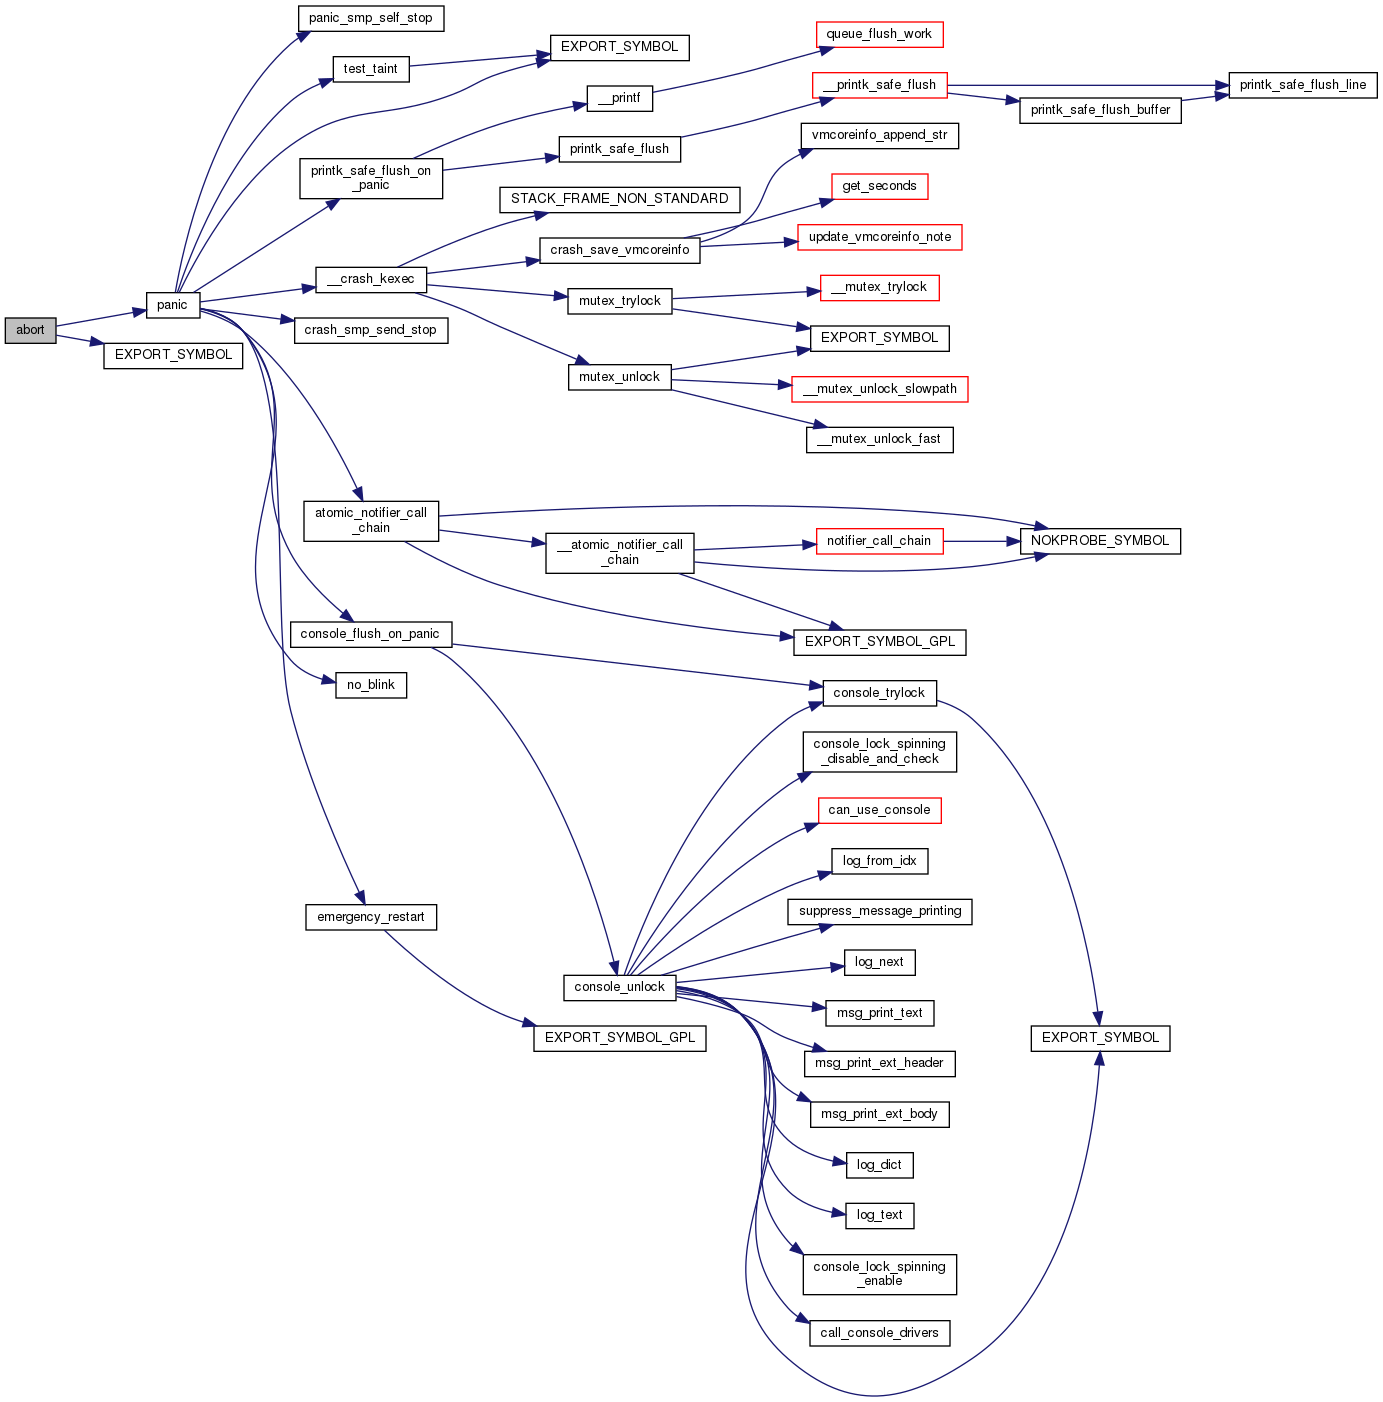 panic_smp_self_stop
queue_flush_work
EXPORT_SYMBOL
test_taint
__printk_safe_flush
printk_safe_flush_line
__printf
printk_safe_flush_buffer
vmcoreinfo_append_str
printk_safe_flush
printk_safe_flush_on
_panic
get_seconds
STACK_FRAME_NON_STANDARD
update_vmcoreinfo_note
crash_save_vmcoreinfo
__crash_kexec
__mutex_trylock
mutex_trylock
panic
abort
crash_smp_send_stop
EXPORT_SYMBOL
EXPORT_SYMBOL
mutex_unlock
__mutex_unlock_slowpath
__mutex_unlock_fast
atomic_notifier_call
_chain
notifier_call_chain
NOKPROBE_SYMBOL
__atomic_notifier_call
_chain
console_flush_on_panic
EXPORT_SYMBOL_GPL
no_blink
console_trylock
console_lock_spinning
_disable_and_check
can_use_console
log_from_idx
suppress_message_printing
emergency_restart
log_next
console_unlock
msg_print_text
EXPORT_SYMBOL_GPL
EXPORT_SYMBOL
msg_print_ext_header
msg_print_ext_body
log_dict
log_text
console_lock_spinning
_enable
call_console_drivers